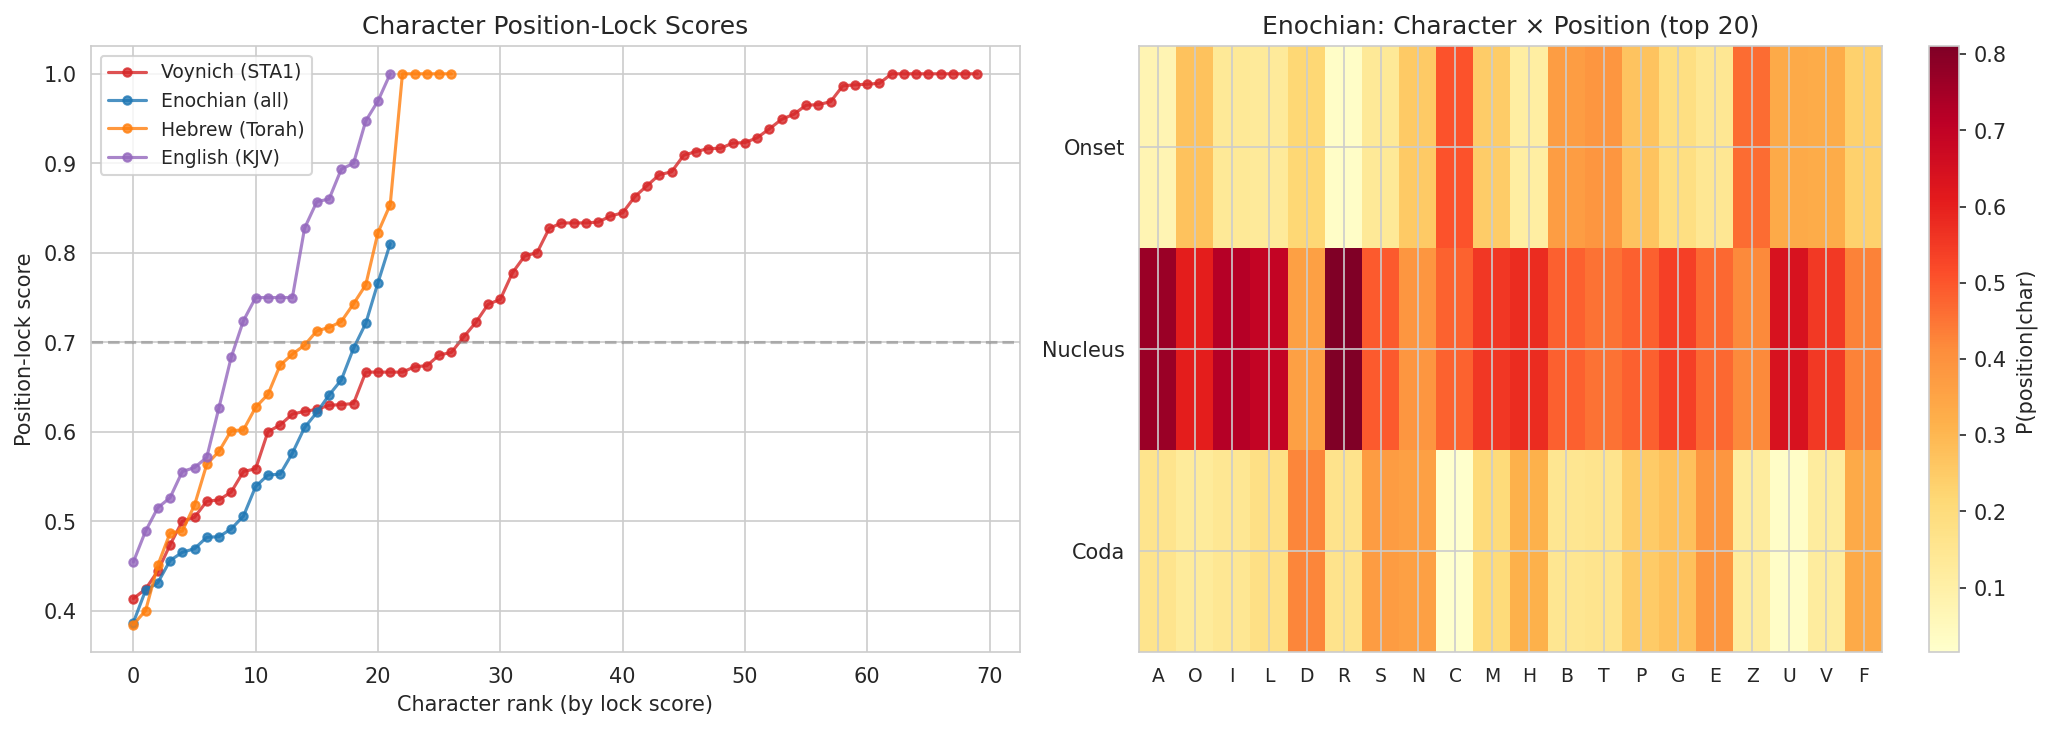 Character Position-Lock Scores
Voynich (STA1)
Enochian (all)
Hebrew (Torah)
English (KJV)
Position-lock score
1.0
0.9
0.8
0.7
0.6
0.5
0.4
0 10 20 30 40 50 60 70
Character rank (by lock score)
Enochian: Character × Position (top 20)
Onset
Nucleus
Coda
A O I L D R S N C M H B T P G E Z U V F
0.8
0.7
0.6
0.5
0.4
0.3
0.2
0.1
P(position|char)